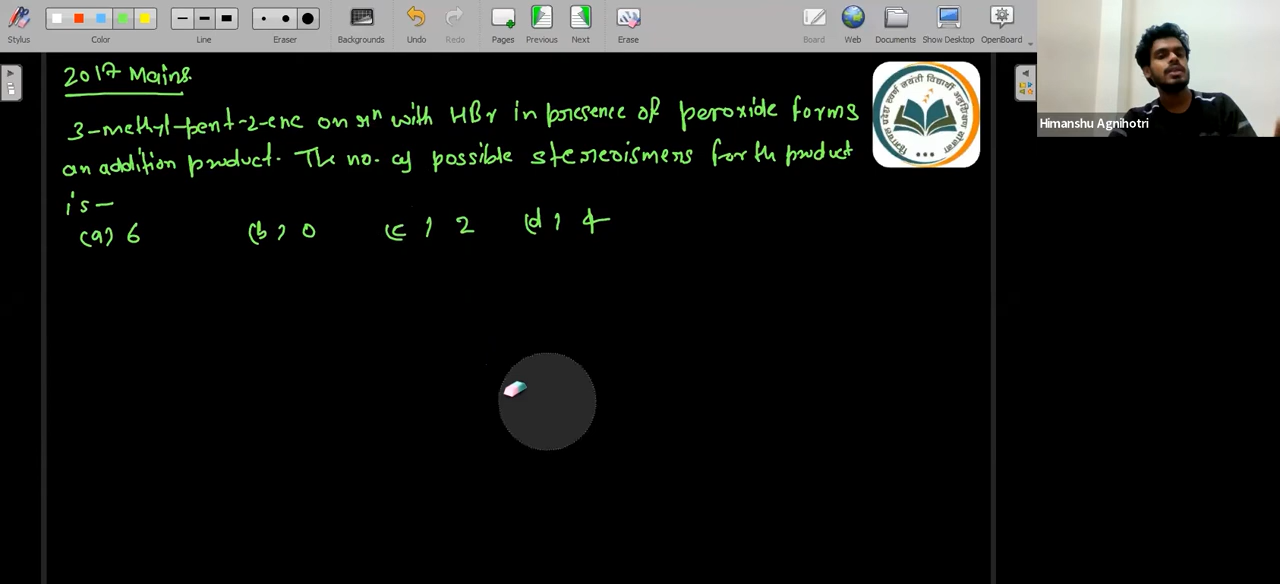 Stylus
Color
Line
Eraser
Backgrounds
Undo
Redo
Pages
Previous
Next
Erase
Board
Web
Documents
Show Desktop
OpenBoard
2017 Mains.
3-methyl-pent-2-ene on rxn with HBr in presence of peroxide forms
an addition product. The no. of possible stereoismers for th product
is-
(a) 6 (b) 0 (c) 2 (d) 4
Himanshu Agnihotri